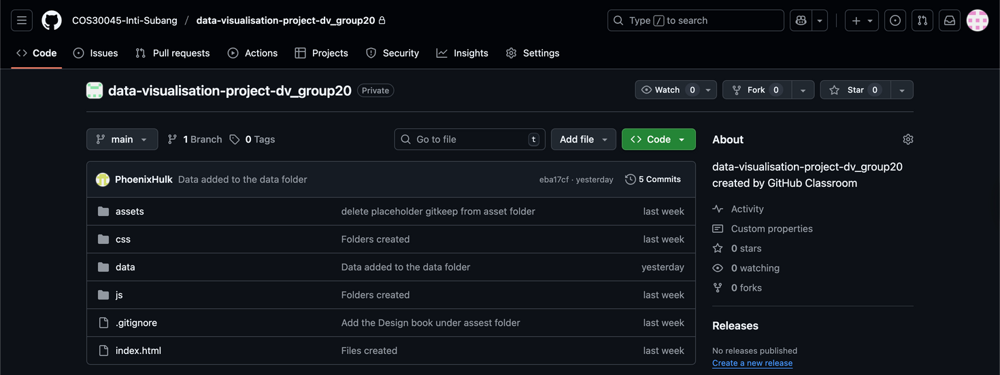 COS30045-Inti-Subang / data-visualisation-project-dv_group20 Type / to search
Code Issues Pull requests Actions Projects Security Insights Settings
data-visualisation-project-dv_group20 Private Watch 0 Fork 0 Star 0
main 1 Branch 0 Tags Go to file t Add file Code
PhoenixHulk Data added to the data folder eba17cf · yesterday 5 Commits
assets delete placeholder gitkeep from asset folder last week
css Folders created last week
data Data added to the data folder yesterday
js Folders created last week
.gitignore Add the Design book under assest folder last week
index.html Files created last week
About
data-visualisation-project-dv_group20
created by GitHub Classroom
Activity
Custom properties
0 stars
0 watching
0 forks
Releases
No releases published
Create a new release